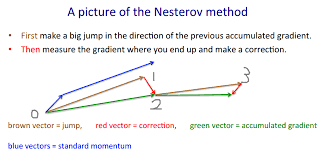 A picture of the Nesterov method
• First make a big jump in the direction of the previous accumulated gradient.
• Then measure the gradient where you end up and make a correction.
1
3
2
0
brown vector = jump, red vector = correction, green vector = accumulated gradient
blue vectors = standard momentum